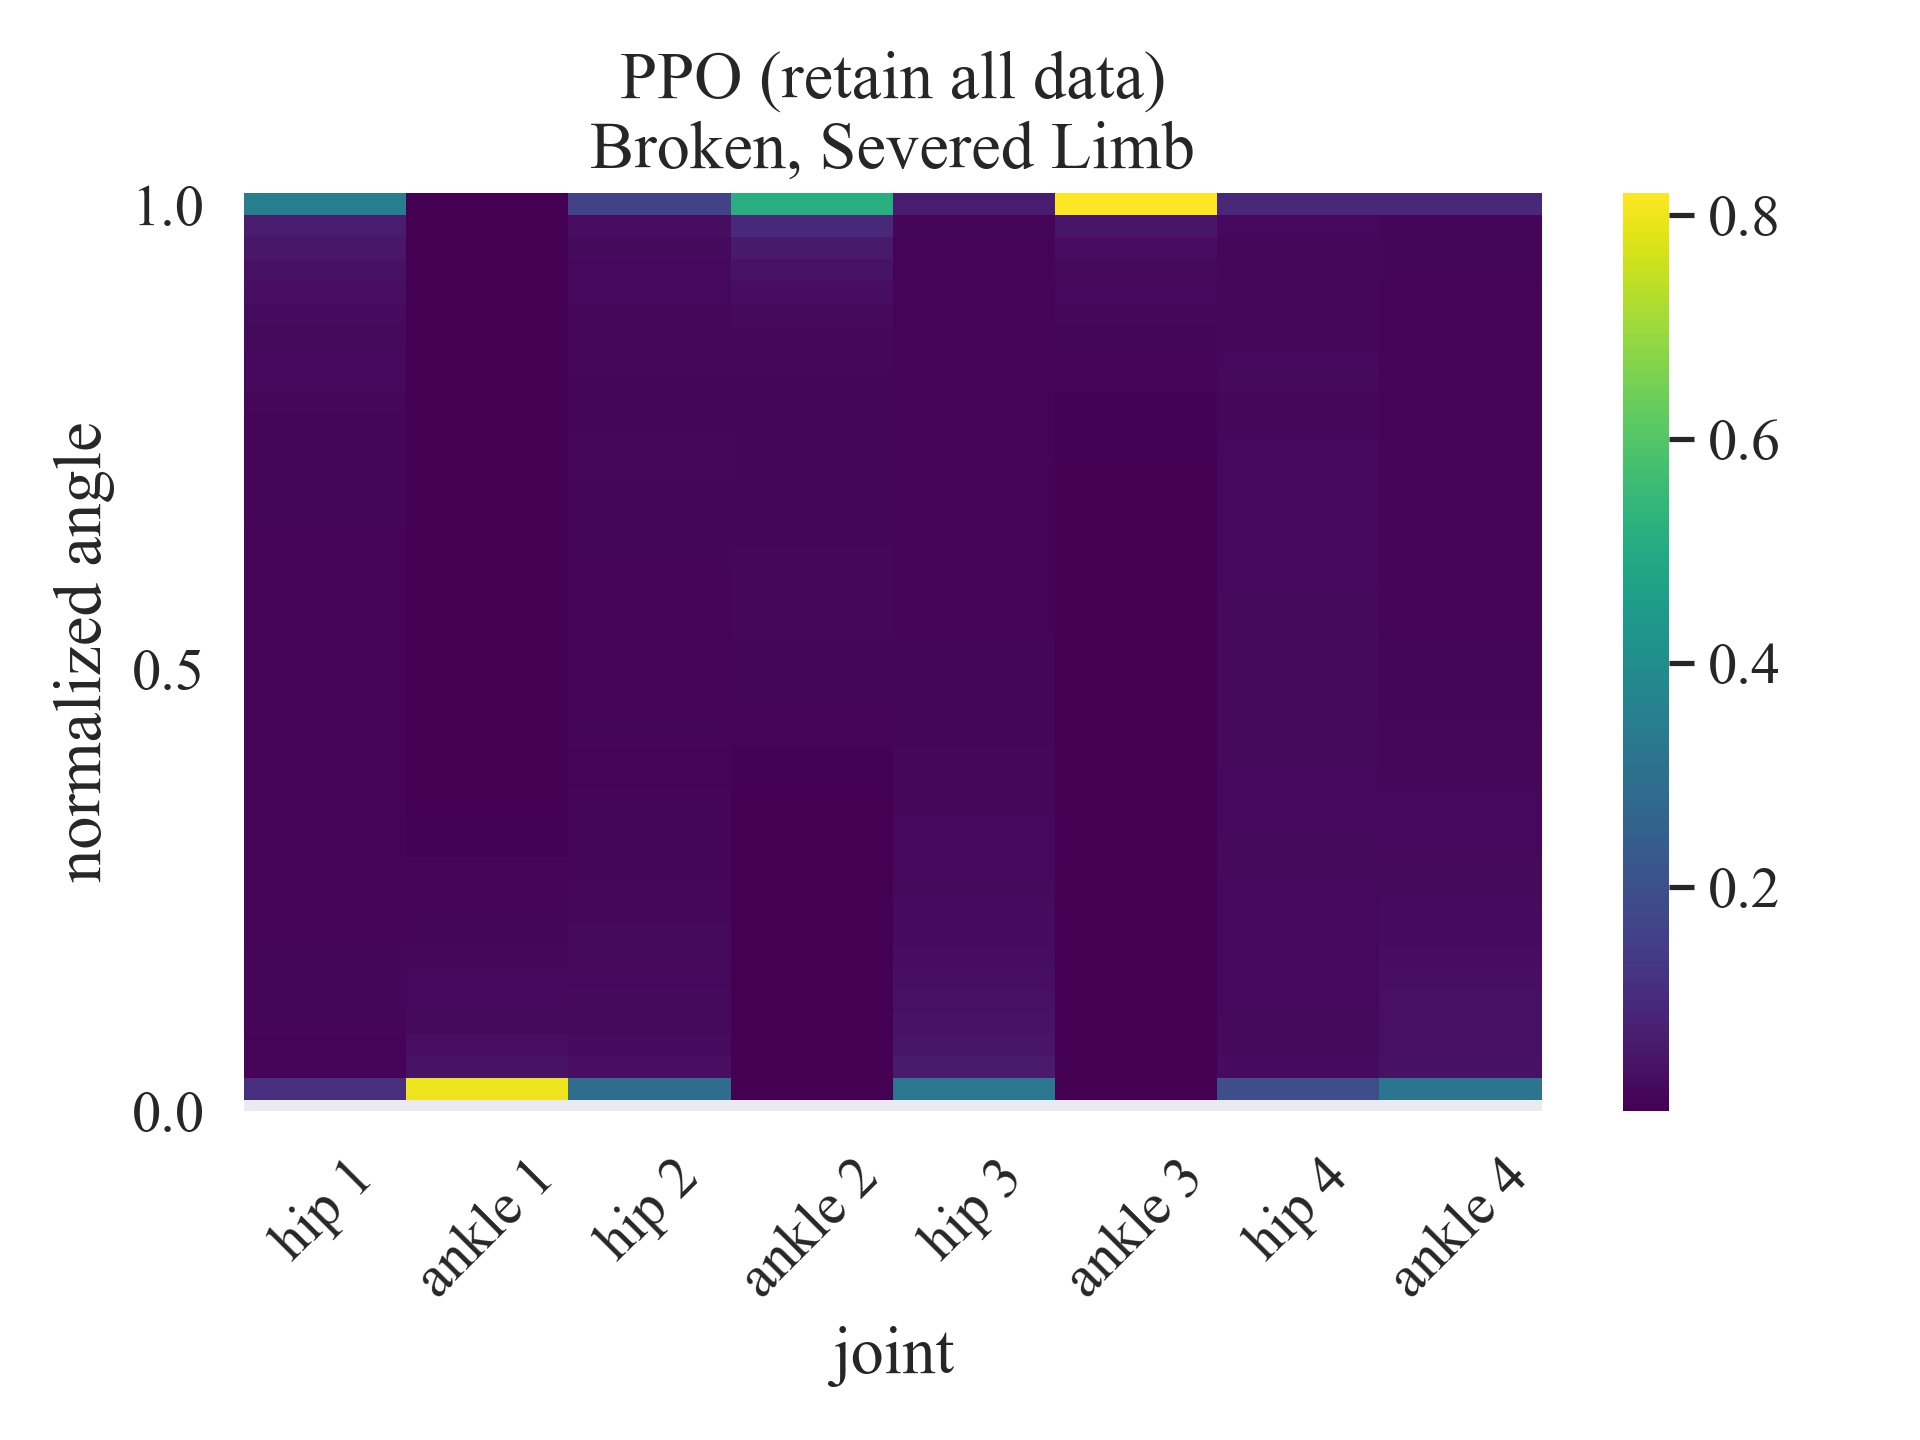 PPO (retain all data)
Broken, Severed Limb
1.0
0.5
0.0
normalized angle
hip 1
ankle 1
hip 2
ankle 2
hip 3
ankle 3
hip 4
ankle 4
joint
0.8
0.6
0.4
0.2